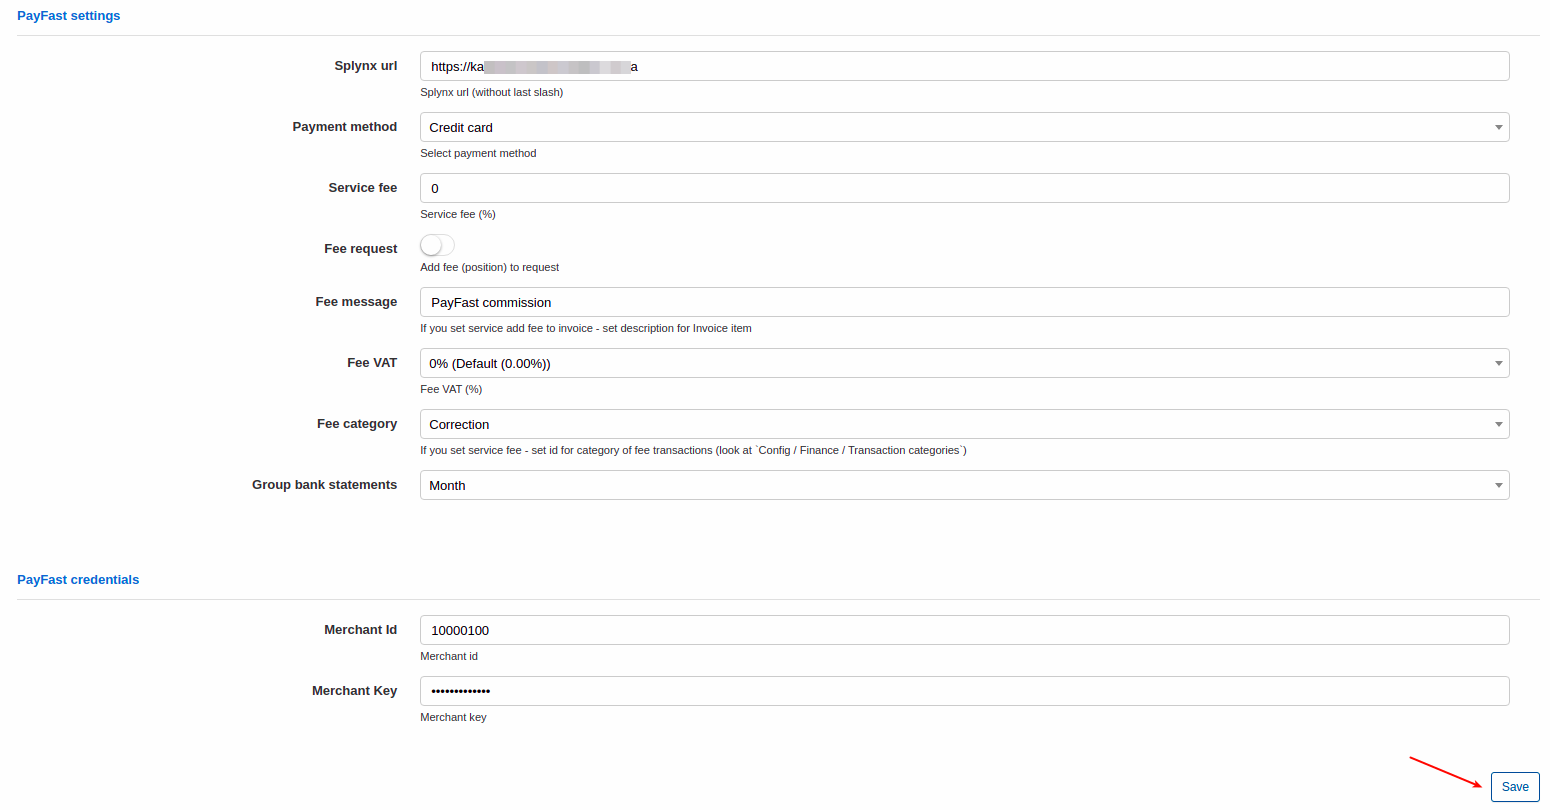 PayFast settings
Splynx url
https://ka a
Splynx url (without last slash)
Payment method
Credit card
Select payment method
Service fee
0
Service fee (%)
Fee request
Add fee (position) to request
Fee message
PayFast commission
If you set service add fee to invoice - set description for Invoice item
Fee VAT
0% (Default (0.00%))
Fee VAT (%)
Fee category
Correction
If you set service fee - set id for category of fee transactions (look at `Config / Finance / Transaction categories`)
Group bank statements
Month
PayFast credentials
Merchant Id
10000100
Merchant id
Merchant Key
•••••••••••••
Merchant key
Save